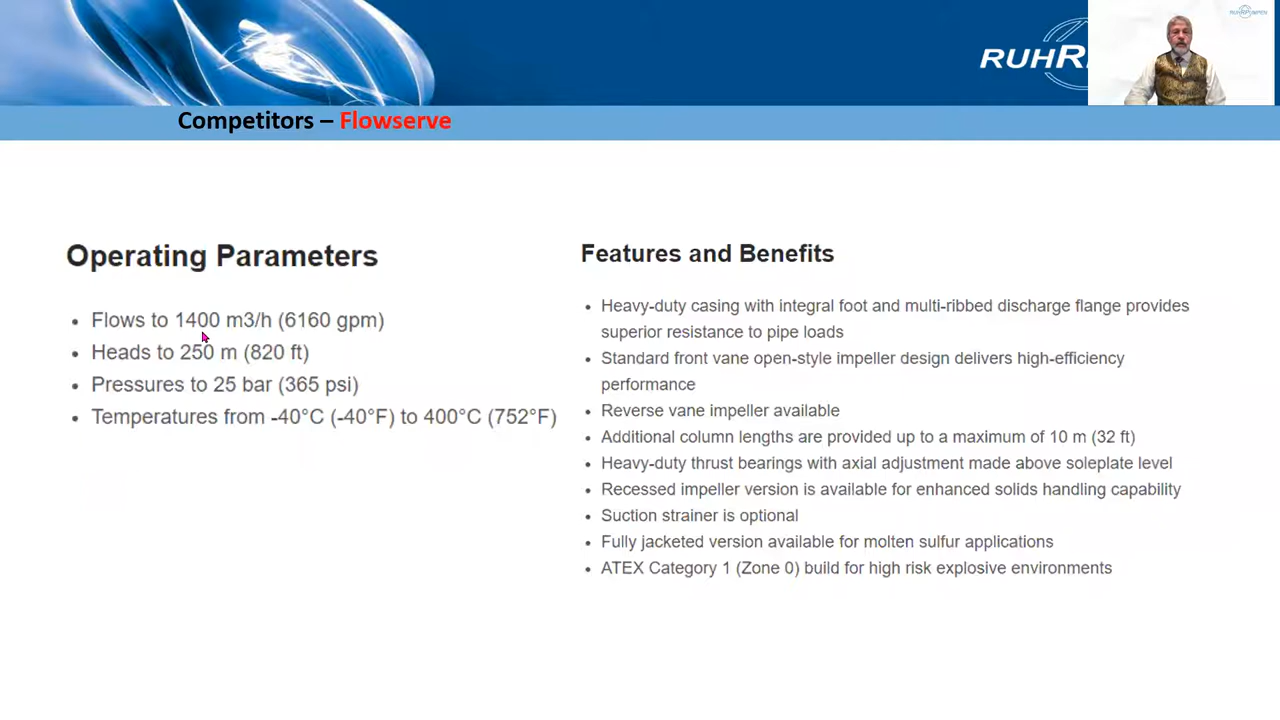 RUHR
RUHRPUMPEN
Competitors – Flowserve
Operating Parameters
• Flows to 1400 m3/h (6160 gpm)
• Heads to 250 m (820 ft)
• Pressures to 25 bar (365 psi)
• Temperatures from -40°C (-40°F) to 400°C (752°F)
Features and Benefits
• Heavy-duty casing with integral foot and multi-ribbed discharge flange provides
superior resistance to pipe loads
• Standard front vane open-style impeller design delivers high-efficiency
performance
• Reverse vane impeller available
• Additional column lengths are provided up to a maximum of 10 m (32 ft)
• Heavy-duty thrust bearings with axial adjustment made above soleplate level
• Recessed impeller version is available for enhanced solids handling capability
• Suction strainer is optional
• Fully jacketed version available for molten sulfur applications
• ATEX Category 1 (Zone 0) build for high risk explosive environments